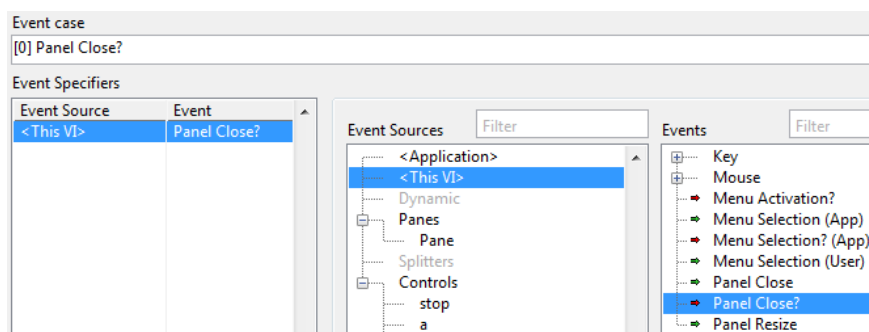 Event case
[0] Panel Close?
Event Specifiers
Event Source Event
<This VI> Panel Close?
Event Sources Filter
<Application>
<This VI>
Dynamic
Panes
Pane
Splitters
Controls
stop
a
Events Filter
Key
Mouse
Menu Activation?
Menu Selection (App)
Menu Selection? (App)
Menu Selection (User)
Panel Close
Panel Close?
Panel Resize